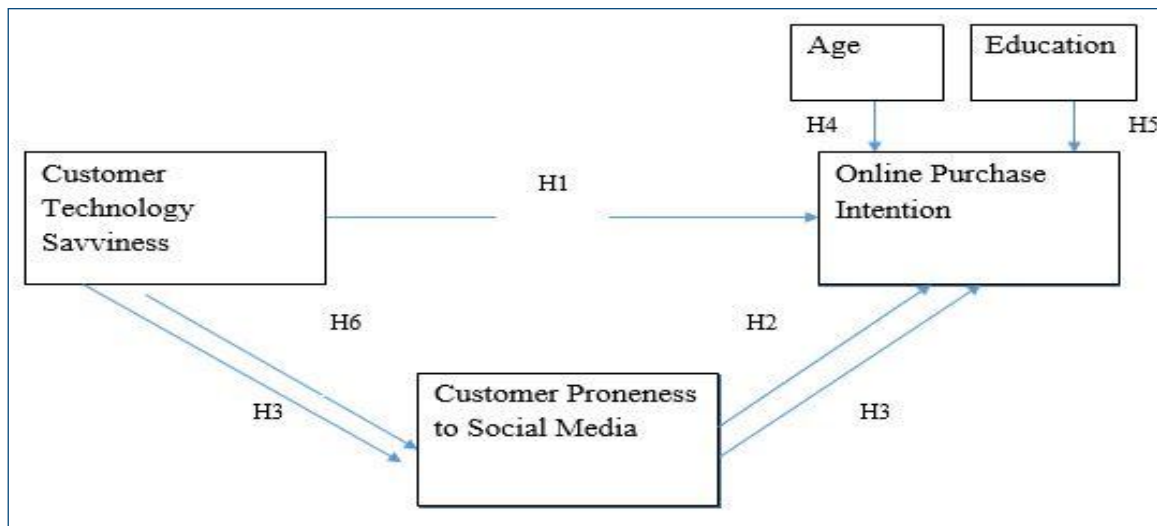 Age
Education
H4
H5
Customer
Technology
Savviness
H1
Online Purchase
Intention
H6
H2
Customer Proneness
to Social Media
H3
H3